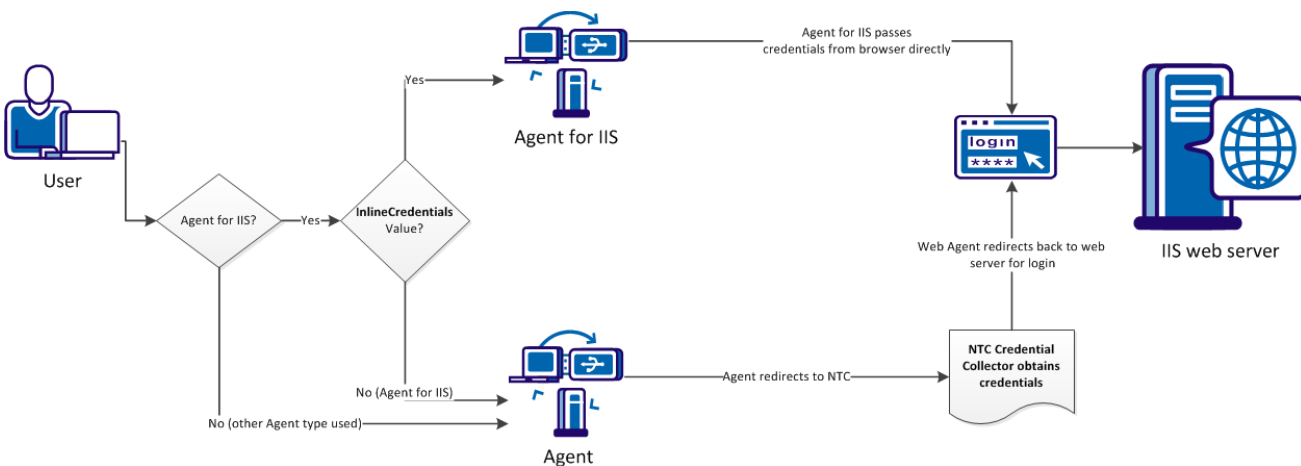 Agent for IIS passes
credentials from browser directly
Yes
Agent for IIS
login
****
User
Agent for IIS?
Yes
InlineCredentials
Value?
Web Agent redirects back to web
server for login
IIS web server
NTC Credential
Collector obtains
credentials
Agent redirects to NTC
No (Agent for IIS)
No (other Agent type used)
Agent